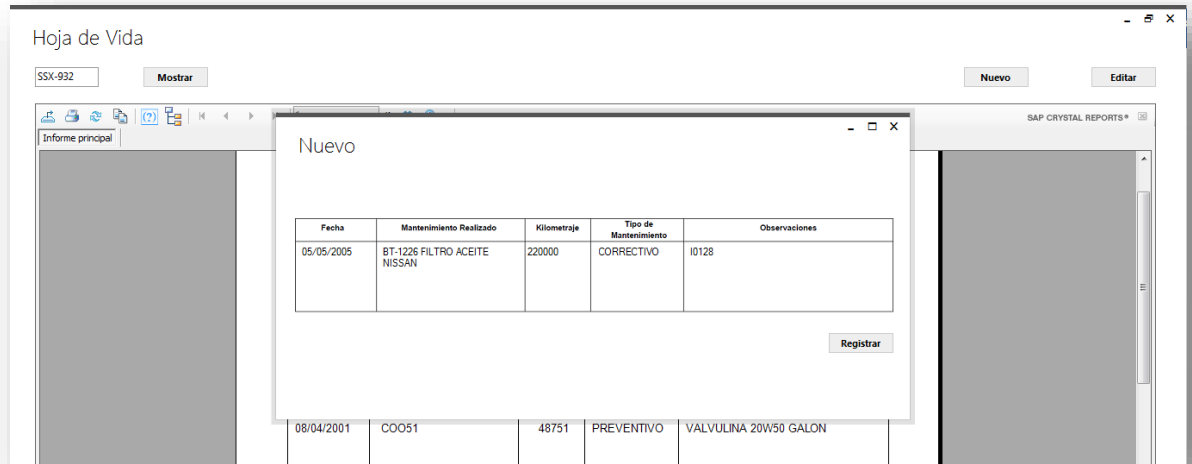 Hoja de Vida
SSX-932
Mostrar
Nuevo
Editar
SAP CRYSTAL REPORTS®
Informe principal
Nuevo
Fecha
Mantenimiento Realizado
Kilometraje
Tipo de
Mantenimiento
Observaciones
05/05/2005
BT-1226 FILTRO ACEITE
NISSAN
220000
CORRECTIVO
I0128
Registrar
08/04/2001
COO51
48751
PREVENTIVO
VALVULINA 20W50 GALON